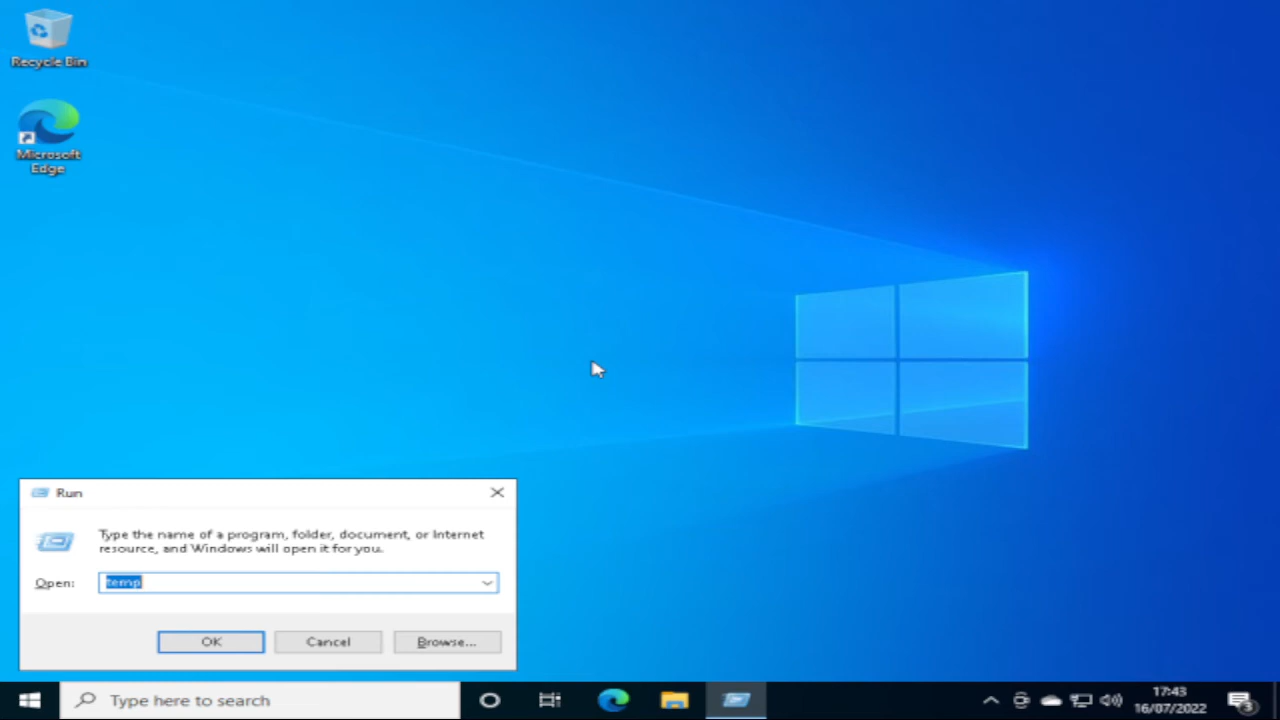 Recycle Bin
Microsoft
Edge
Run
Type the name of a program, folder, document, or Internet
resource, and Windows will open it for you.
Open:
temp
OK
Cancel
Browse...
Type here to search
17:43
16/07/2022
3